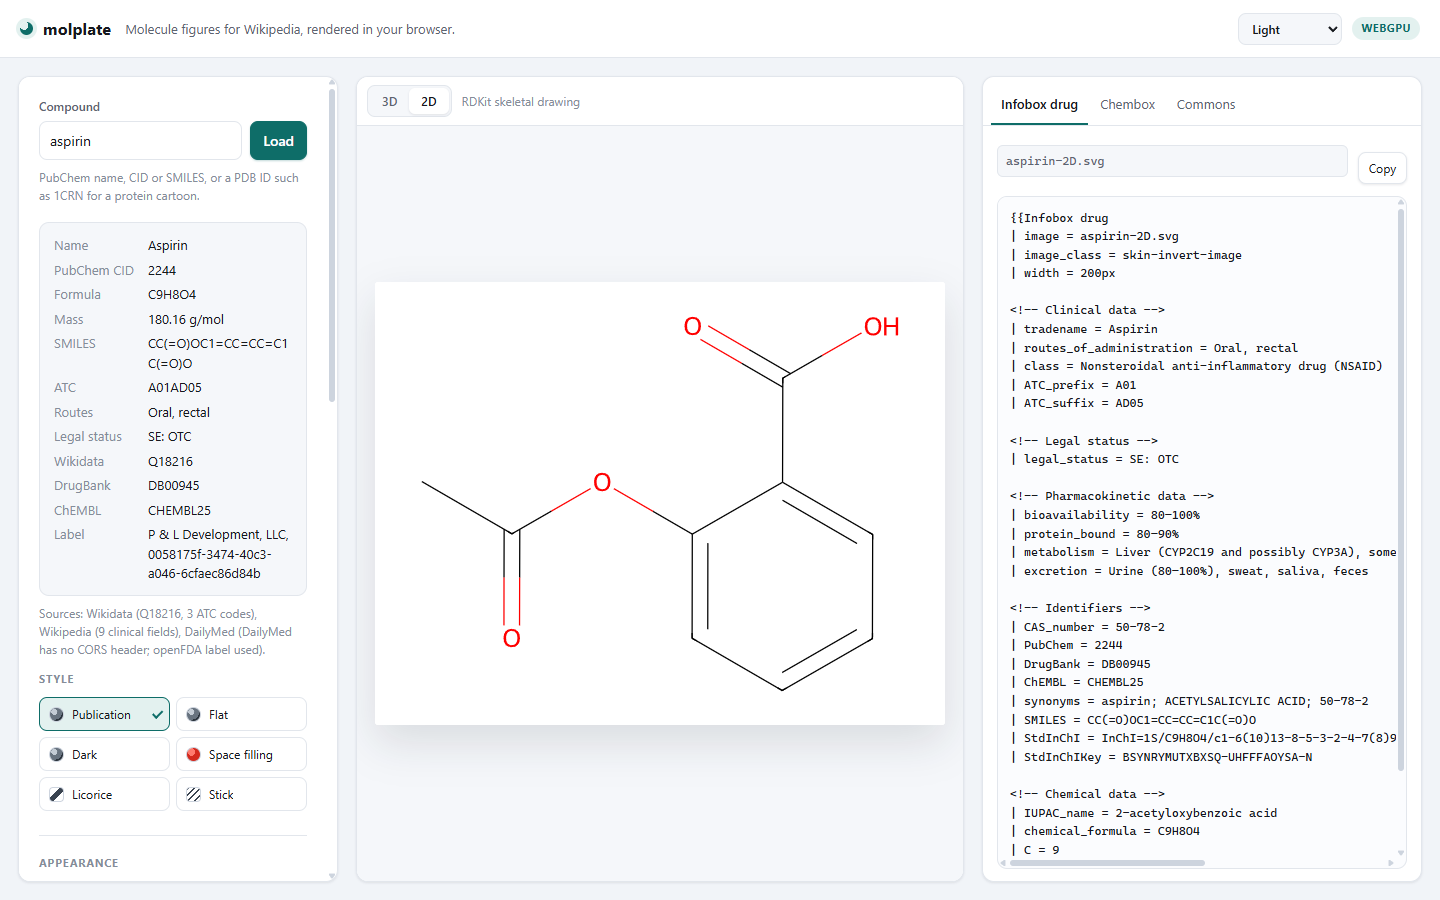 molplate
Molecule figures for Wikipedia, rendered in your browser.
Light
WEBGPU
Compound
aspirin
Load
PubChem name, CID or SMILES, or a PDB ID such
as 1CRN for a protein cartoon.
Name Aspirin
PubChem CID 2244
Formula C9H8O4
Mass 180.16 g/mol
SMILES CC(=O)OC1=CC=CC=C1
C(=O)O
ATC A01AD05
Routes Oral, rectal
Legal status SE: OTC
Wikidata Q18216
DrugBank DB00945
ChEMBL CHEMBL25
Label P & L Development, LLC,
0058175f-3474-40c3-
a046-6cfaec86d84b
Sources: Wikidata (Q18216, 3 ATC codes),
Wikipedia (9 clinical fields), DailyMed (DailyMed
has no CORS header; openFDA label used).
STYLE
Publication Flat
Dark Space filling
Licorice Stick
APPEARANCE
3D 2D RDKit skeletal drawing
O OH
O
O
Infobox drug Chembox Commons
aspirin-2D.svg
Copy
{{Infobox drug
| image = aspirin-2D.svg
| image_class = skin-invert-image
| width = 200px
<!-- Clinical data -->
| tradename = Aspirin
| routes_of_administration = Oral, rectal
| class = Nonsteroidal anti-inflammatory drug (NSAID)
| ATC_prefix = A01
| ATC_suffix = AD05
<!-- Legal status -->
| legal_status = SE: OTC
<!-- Pharmacokinetic data -->
| bioavailability = 80-100%
| protein_bound = 80-90%
| metabolism = Liver (CYP2C19 and possibly CYP3A), some
| excretion = Urine (80-100%), sweat, saliva, feces
<!-- Identifiers -->
| CAS_number = 50-78-2
| PubChem = 2244
| DrugBank = DB00945
| ChEMBL = CHEMBL25
| synonyms = aspirin; ACETYLSALICYLIC ACID; 50-78-2
| SMILES = CC(=O)OC1=CC=CC=C1C(=O)O
| StdInChI = InChI=1S/C9H8O4/c1-6(10)13-8-5-3-2-4-7(8)9
| StdInChIKey = BSYNRYMUTXBXSQ-UHFFFAOYSA-N
<!-- Chemical data -->
| IUPAC_name = 2-acetyloxybenzoic acid
| chemical_formula = C9H8O4
| C = 9